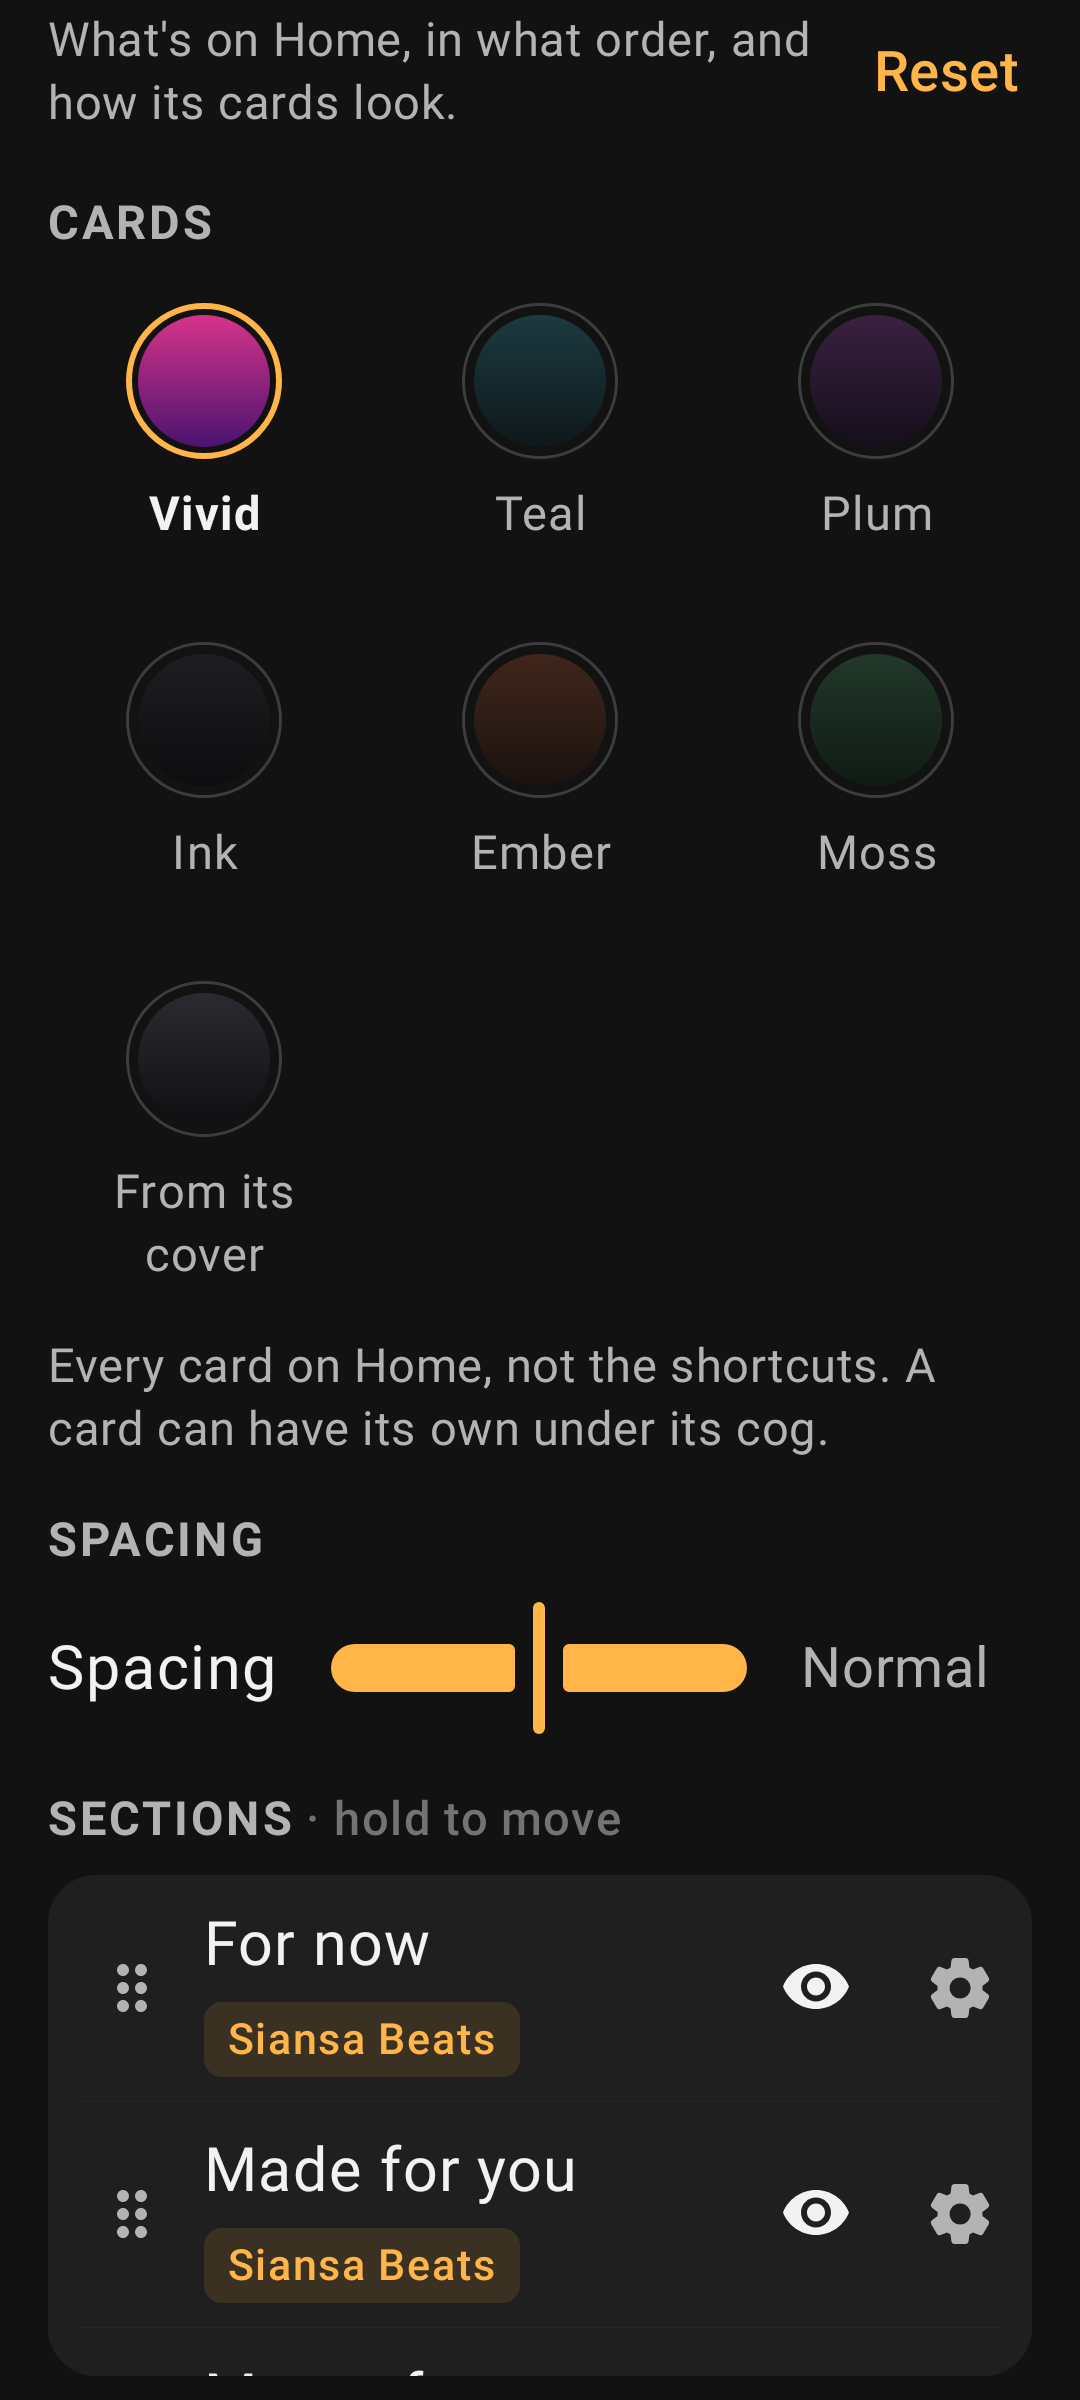 What's on Home, in what order, and
how its cards look.
Reset
CARDS
Vivid
Teal
Plum
Ink
Ember
Moss
From its
cover
Every card on Home, not the shortcuts. A
card can have its own under its cog.
SPACING
Spacing
Normal
SECTIONS · hold to move
For now
Siansa Beats
Made for you
Siansa Beats